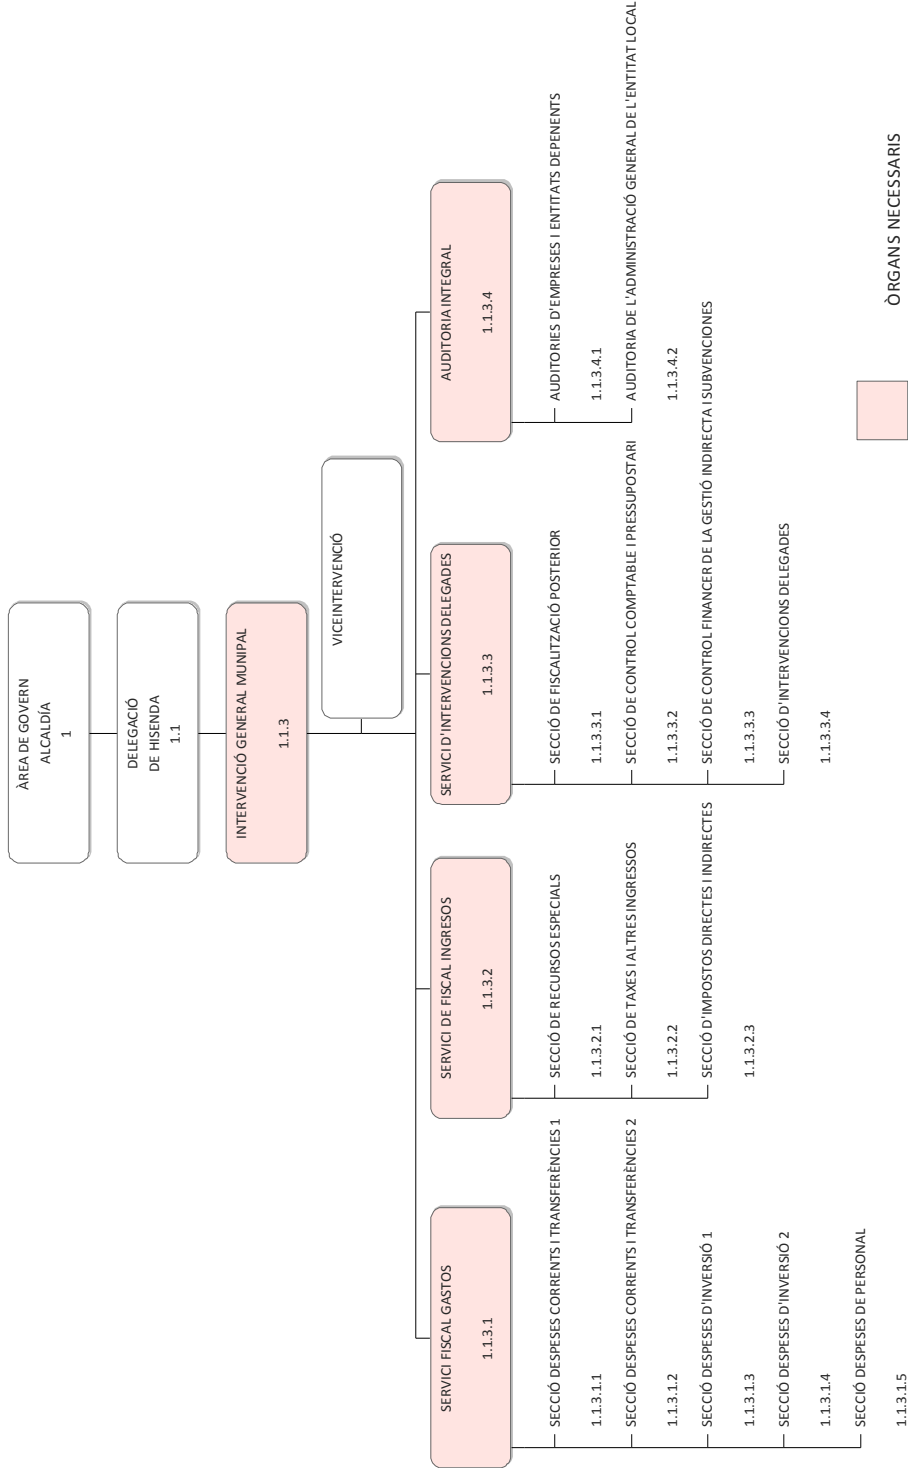 ÀREA DE GOVERN
ALCALDÍA
1
DELEGACIÓ
DE HISENDA
1.1
INTERVENCIÓ GENERAL MUNIPAL
1.1.3
VICEINTERVENCIÓ
SERVICI FISCAL GASTOS
1.1.3.1
SECCIÓ DESPESES CORRENTS I TRANSFERÈNCIES 1
1.1.3.1.1
SECCIÓ DESPESES CORRENTS I TRANSFERÈNCIES 2
1.1.3.1.2
SECCIÓ DESPESES D'INVERSIÓ 1
1.1.3.1.3
SECCIÓ DESPESES D'INVERSIÓ 2
1.1.3.1.4
SECCIÓ DESPESES DE PERSONAL
1.1.3.1.5
SERVICI DE FISCAL INGRESOS
1.1.3.2
SECCIÓ DE RECURSOS ESPECIALS
1.1.3.2.1
SECCIÓ DE TAXES I ALTRES INGRESSOS
1.1.3.2.2
SECCIÓ D'IMPOSTOS DIRECTES I INDIRECTES
1.1.3.2.3
SERVICI D'INTERVENCIONS DELEGADES
1.1.3.3
SECCIÓ DE FISCALITZACIÓ POSTERIOR
1.1.3.3.1
SECCIÓ DE CONTROL COMPTABLE I PRESSUPOSTARI
1.1.3.3.2
SECCIÓ DE CONTROL FINANCER DE LA GESTIÓ INDIRECTA I SUBVENCIONES
1.1.3.3.3
SECCIÓ D'INTERVENCIONS DELEGADES
1.1.3.3.4
AUDITORIA INTEGRAL
1.1.3.4
AUDITORIES D'EMPRESES I ENTITATS DEPENENTS
1.1.3.4.1
AUDITORIA DE L'ADMINISTRACIÓ GENERAL DE L'ENTITAT LOCAL
1.1.3.4.2
ÒRGANS NECESSARIS